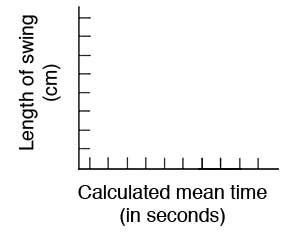 Length of swing
(cm)
Calculated mean time
(in seconds)